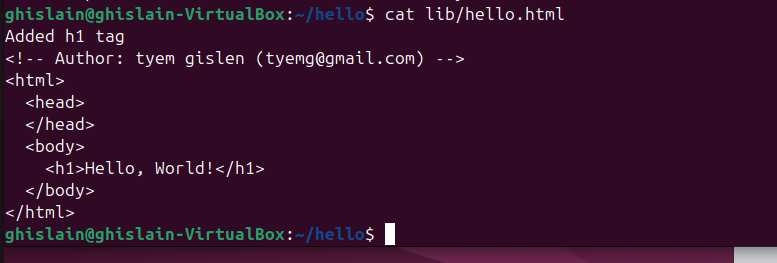 ghislain@ghislain-VirtualBox:~/hello$ cat lib/hello.html
Added h1 tag
<!-- Author: tyem gislen (tyemg@gmail.com) -->
<html>
  <head>
  </head>
  <body>
    <h1>Hello, World!</h1>
  </body>
</html>
ghislain@ghislain-VirtualBox:~/hello$